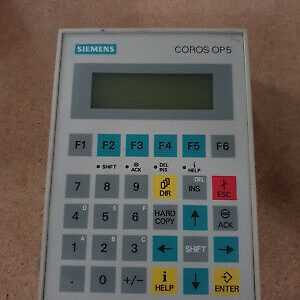 SIEMENS COROS OP5
F1 F2 F3 F4 F5 F6
SHIFT ACK DEL INS i HELP
7 8 9 DIR INS DEL ESC
4 D 5 E 6 F HARD COPY ACK
1 A 2 B 3 C SHIFT
. 0 +/- i HELP ENTER